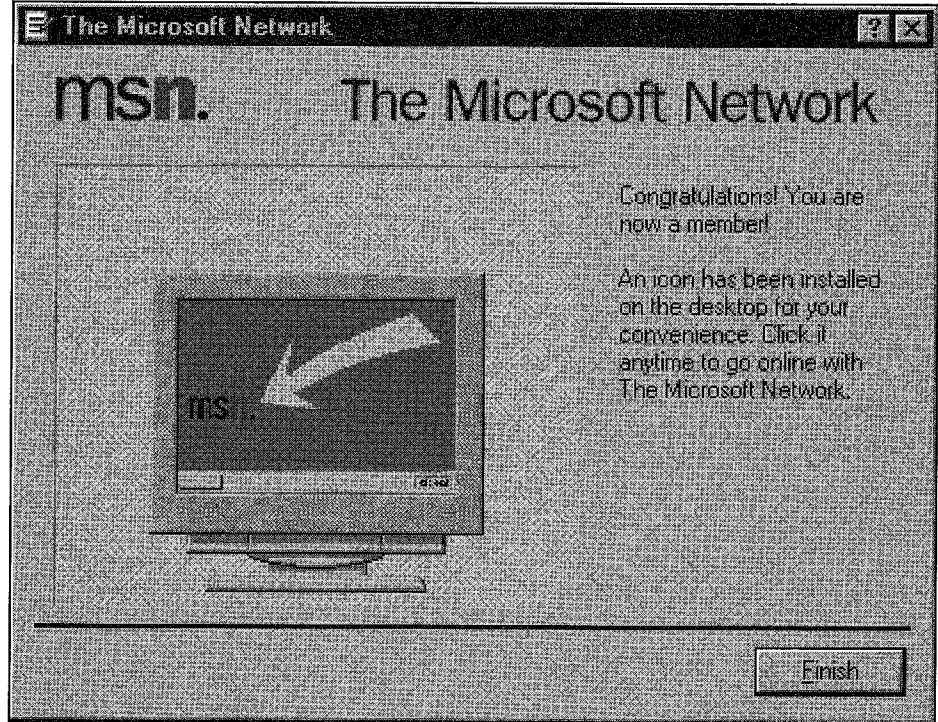 The Microsoft Network
msn. The Microsoft Network
Congratulations! You are
now a member!
An icon has been installed
on the desktop for your
convenience. Click it
anytime to go online with
The Microsoft Network.
ms .
Finish